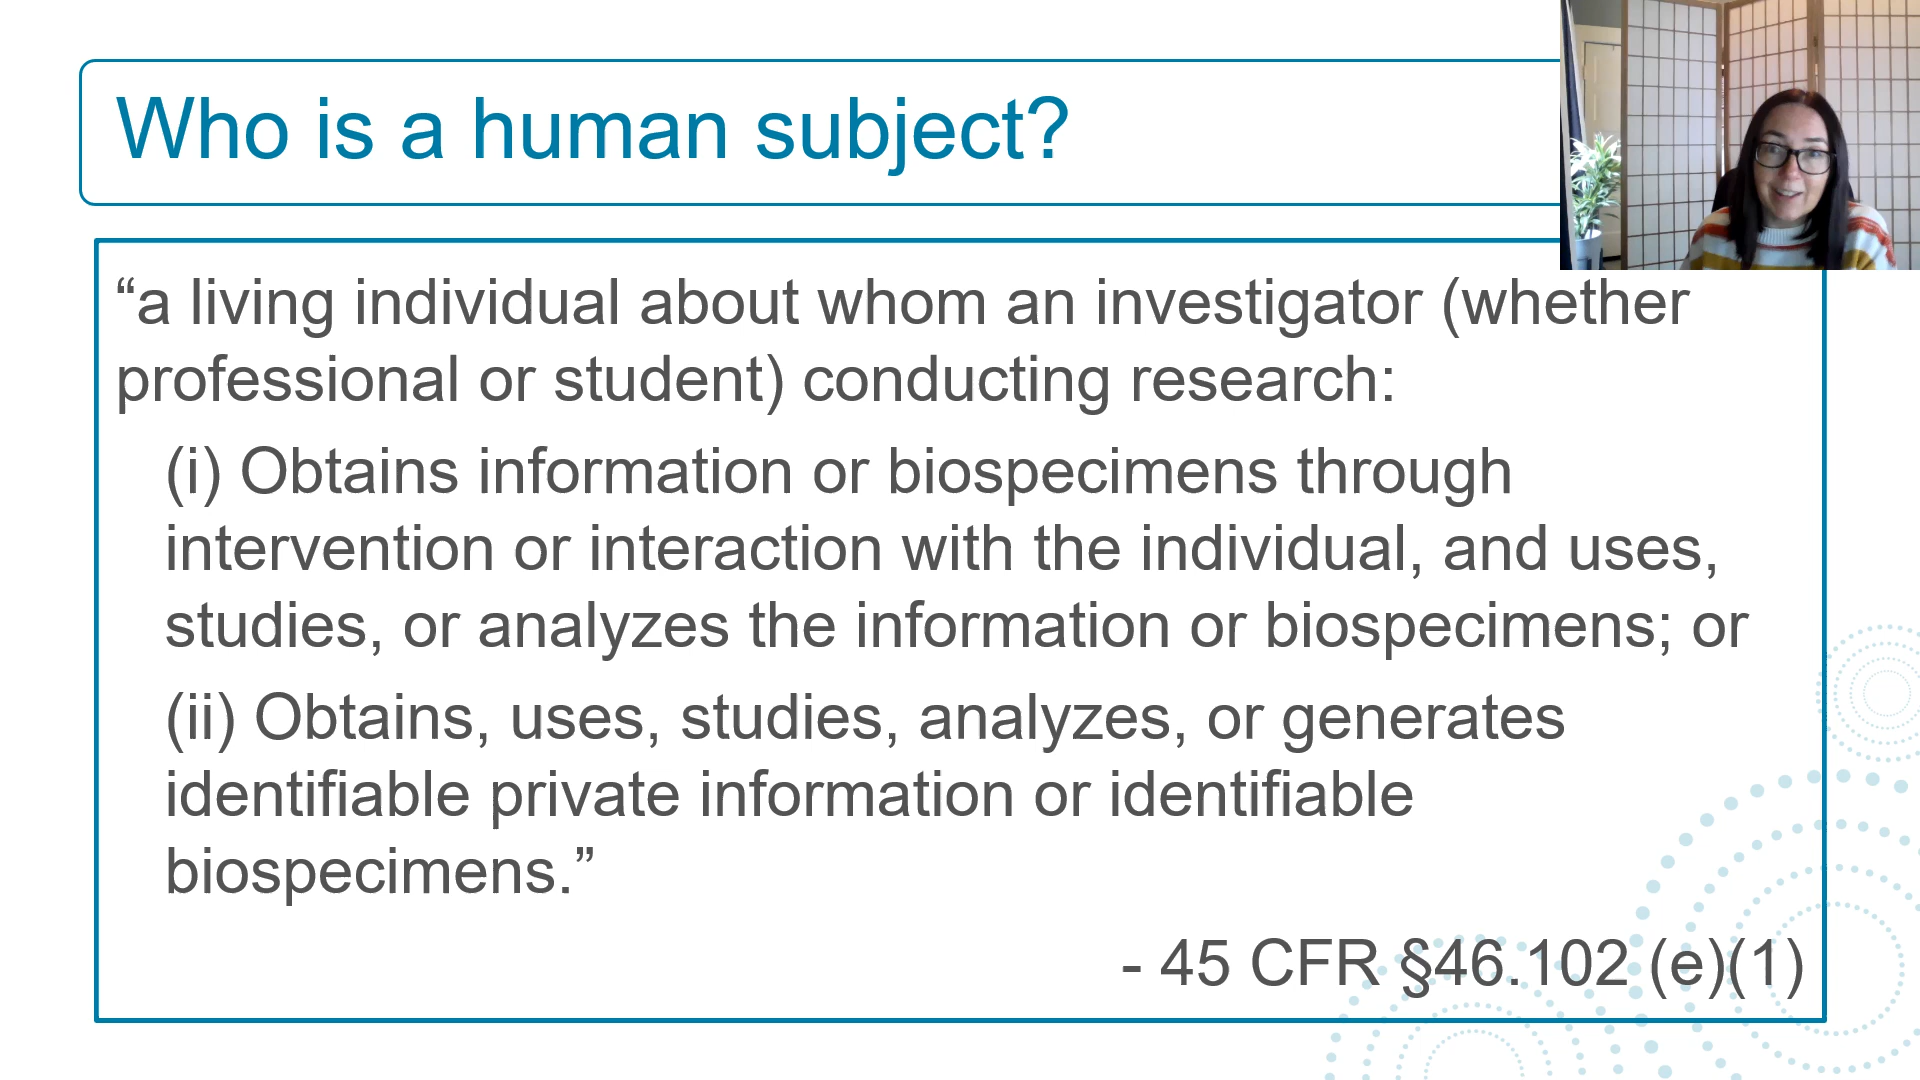 Who is a human subject?
“a living individual about whom an investigator (whether
professional or student) conducting research:
(i) Obtains information or biospecimens through
intervention or interaction with the individual, and uses,
studies, or analyzes the information or biospecimens; or
(ii) Obtains, uses, studies, analyzes, or generates
identifiable private information or identifiable
biospecimens.”
- 45 CFR §46.102 (e)(1)